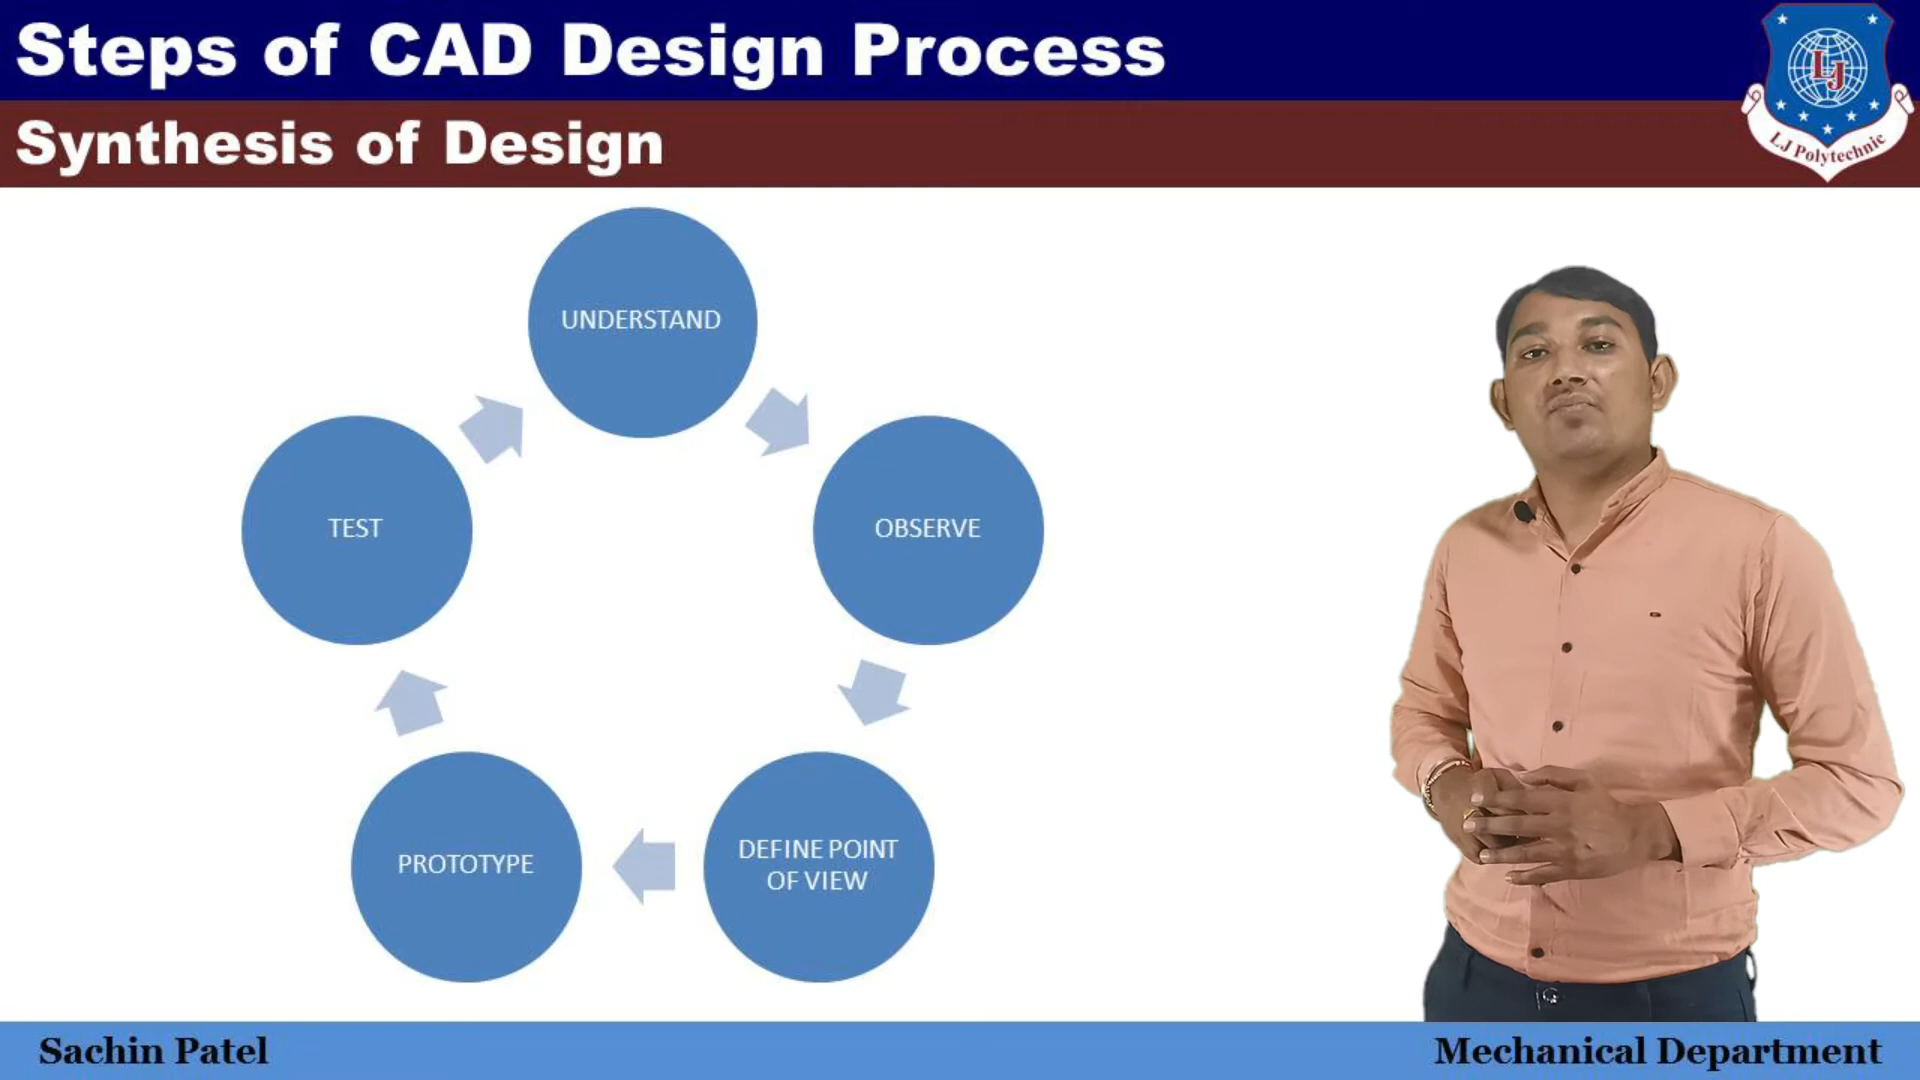 Steps of CAD Design Process
Synthesis of Design
LJ
LJ Polytechnic
UNDERSTAND
OBSERVE
DEFINE POINT
OF VIEW
PROTOTYPE
TEST
Sachin Patel
Mechanical Department